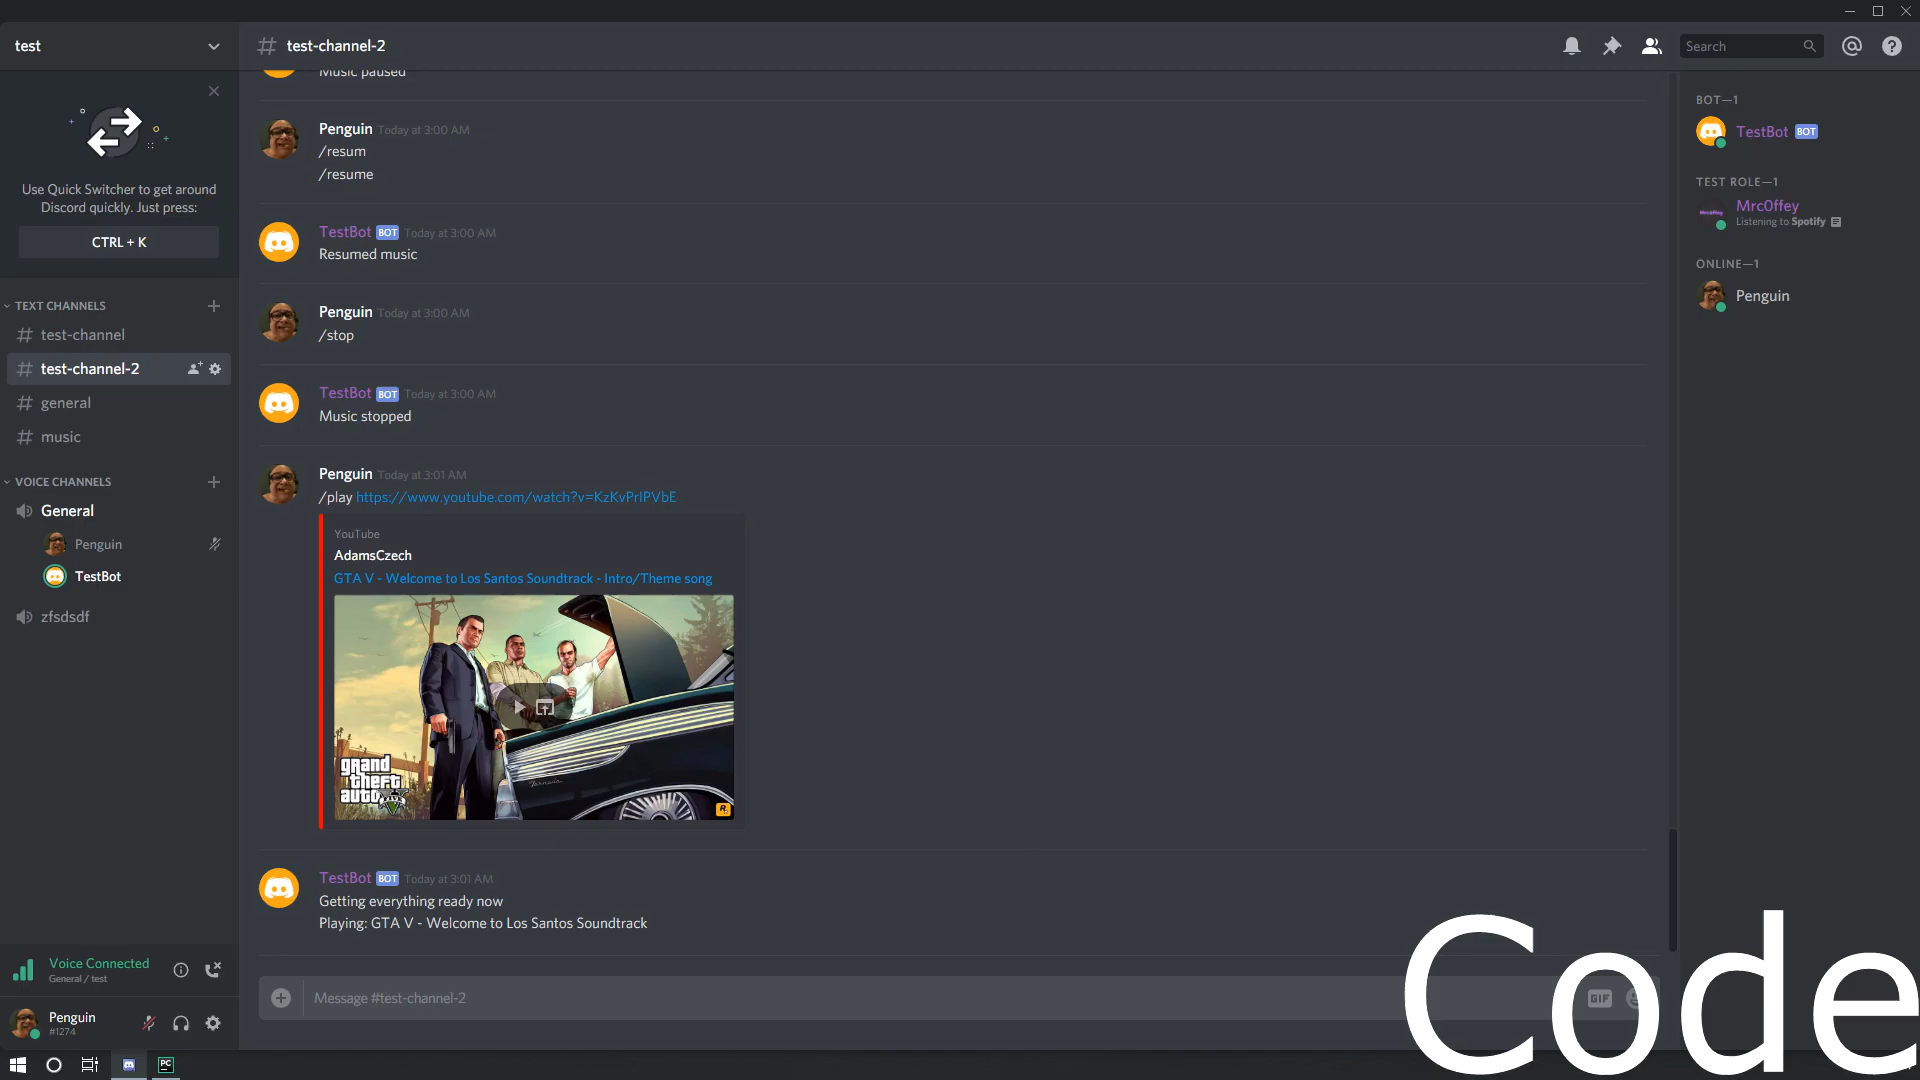 test
# test-channel-2
Search
Use Quick Switcher to get around
Discord quickly. Just press:
CTRL + K
TEXT CHANNELS
# test-channel
# test-channel-2
# general
# music
VOICE CHANNELS
General
Penguin
TestBot
zfsdsdf
Voice Connected
General / test
Penguin
#1274
PC
Music paused
Penguin Today at 3:00 AM
/resum
/resume
TestBot BOT Today at 3:00 AM
Resumed music
Penguin Today at 3:00 AM
/stop
TestBot BOT Today at 3:00 AM
Music stopped
Penguin Today at 3:01 AM
/play https://www.youtube.com/watch?v=KzKvPrlPVbE
YouTube
AdamsCzech
GTA V - Welcome to Los Santos Soundtrack - Intro/Theme song
grand
theft
auto
FIVE
R
TestBot BOT Today at 3:01 AM
Getting everything ready now
Playing: GTA V - Welcome to Los Santos Soundtrack
Message #test-channel-2
GIF
BOT—1
TestBot BOT
TEST ROLE—1
Mrc0ffey
Listening to Spotify
ONLINE—1
Penguin
Code